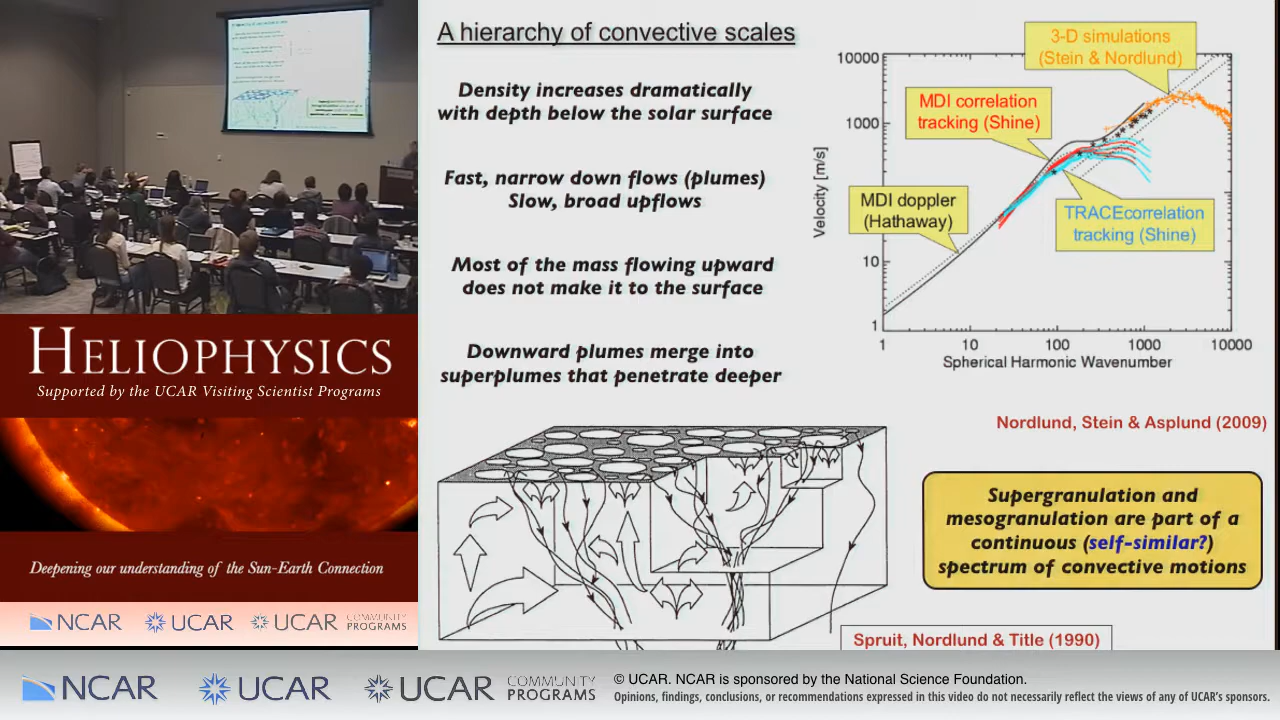 A hierarchy of convective scales
Density increases dramatically
with depth below the solar surface
Fast, narrow down flows (plumes)
Slow, broad upflows
Most of the mass flowing upward
does not make it to the surface
Downward plumes merge into
superplumes that penetrate deeper
3-D simulations
(Stein & Nordlund)
MDI correlation
tracking (Shine)
MDI doppler
(Hathaway)
TRACEcorrelation
tracking (Shine)
Velocity [m/s]
10000
1000
10
1
1
10
100
1000
10000
Spherical Harmonic Wavenumber
Nordlund, Stein & Asplund (2009)
Supergranulation and
mesogranulation are part of a
continuous (self-similar?)
spectrum of convective motions
Spruit, Nordlund & Title (1990)
HELIOPHYSICS
Supported by the UCAR Visiting Scientist Programs
Deepening our understanding of the Sun-Earth Connection
NCAR
UCAR
UCAR
COMMUNITY
PROGRAMS
NCAR
UCAR
UCAR
COMMUNITY
PROGRAMS
© UCAR. NCAR is sponsored by the National Science Foundation.
Opinions, findings, conclusions, or recommendations expressed in this video do not necessarily reflect the views of any of UCAR's sponsors.